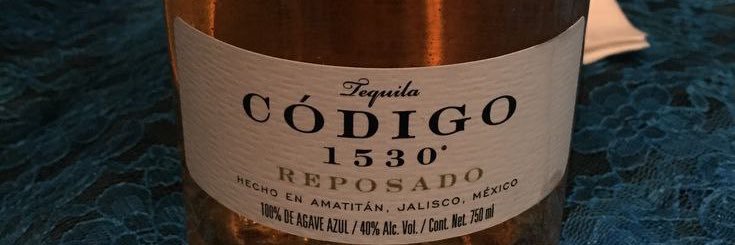 Tequila
CÓDIGO
1530®
REPOSADO
HECHO EN AMATITÁN, JALISCO, MÉXICO
100% DE AGAVE AZUL / 40% Alc. Vol. / Cont. Net. 750 ml